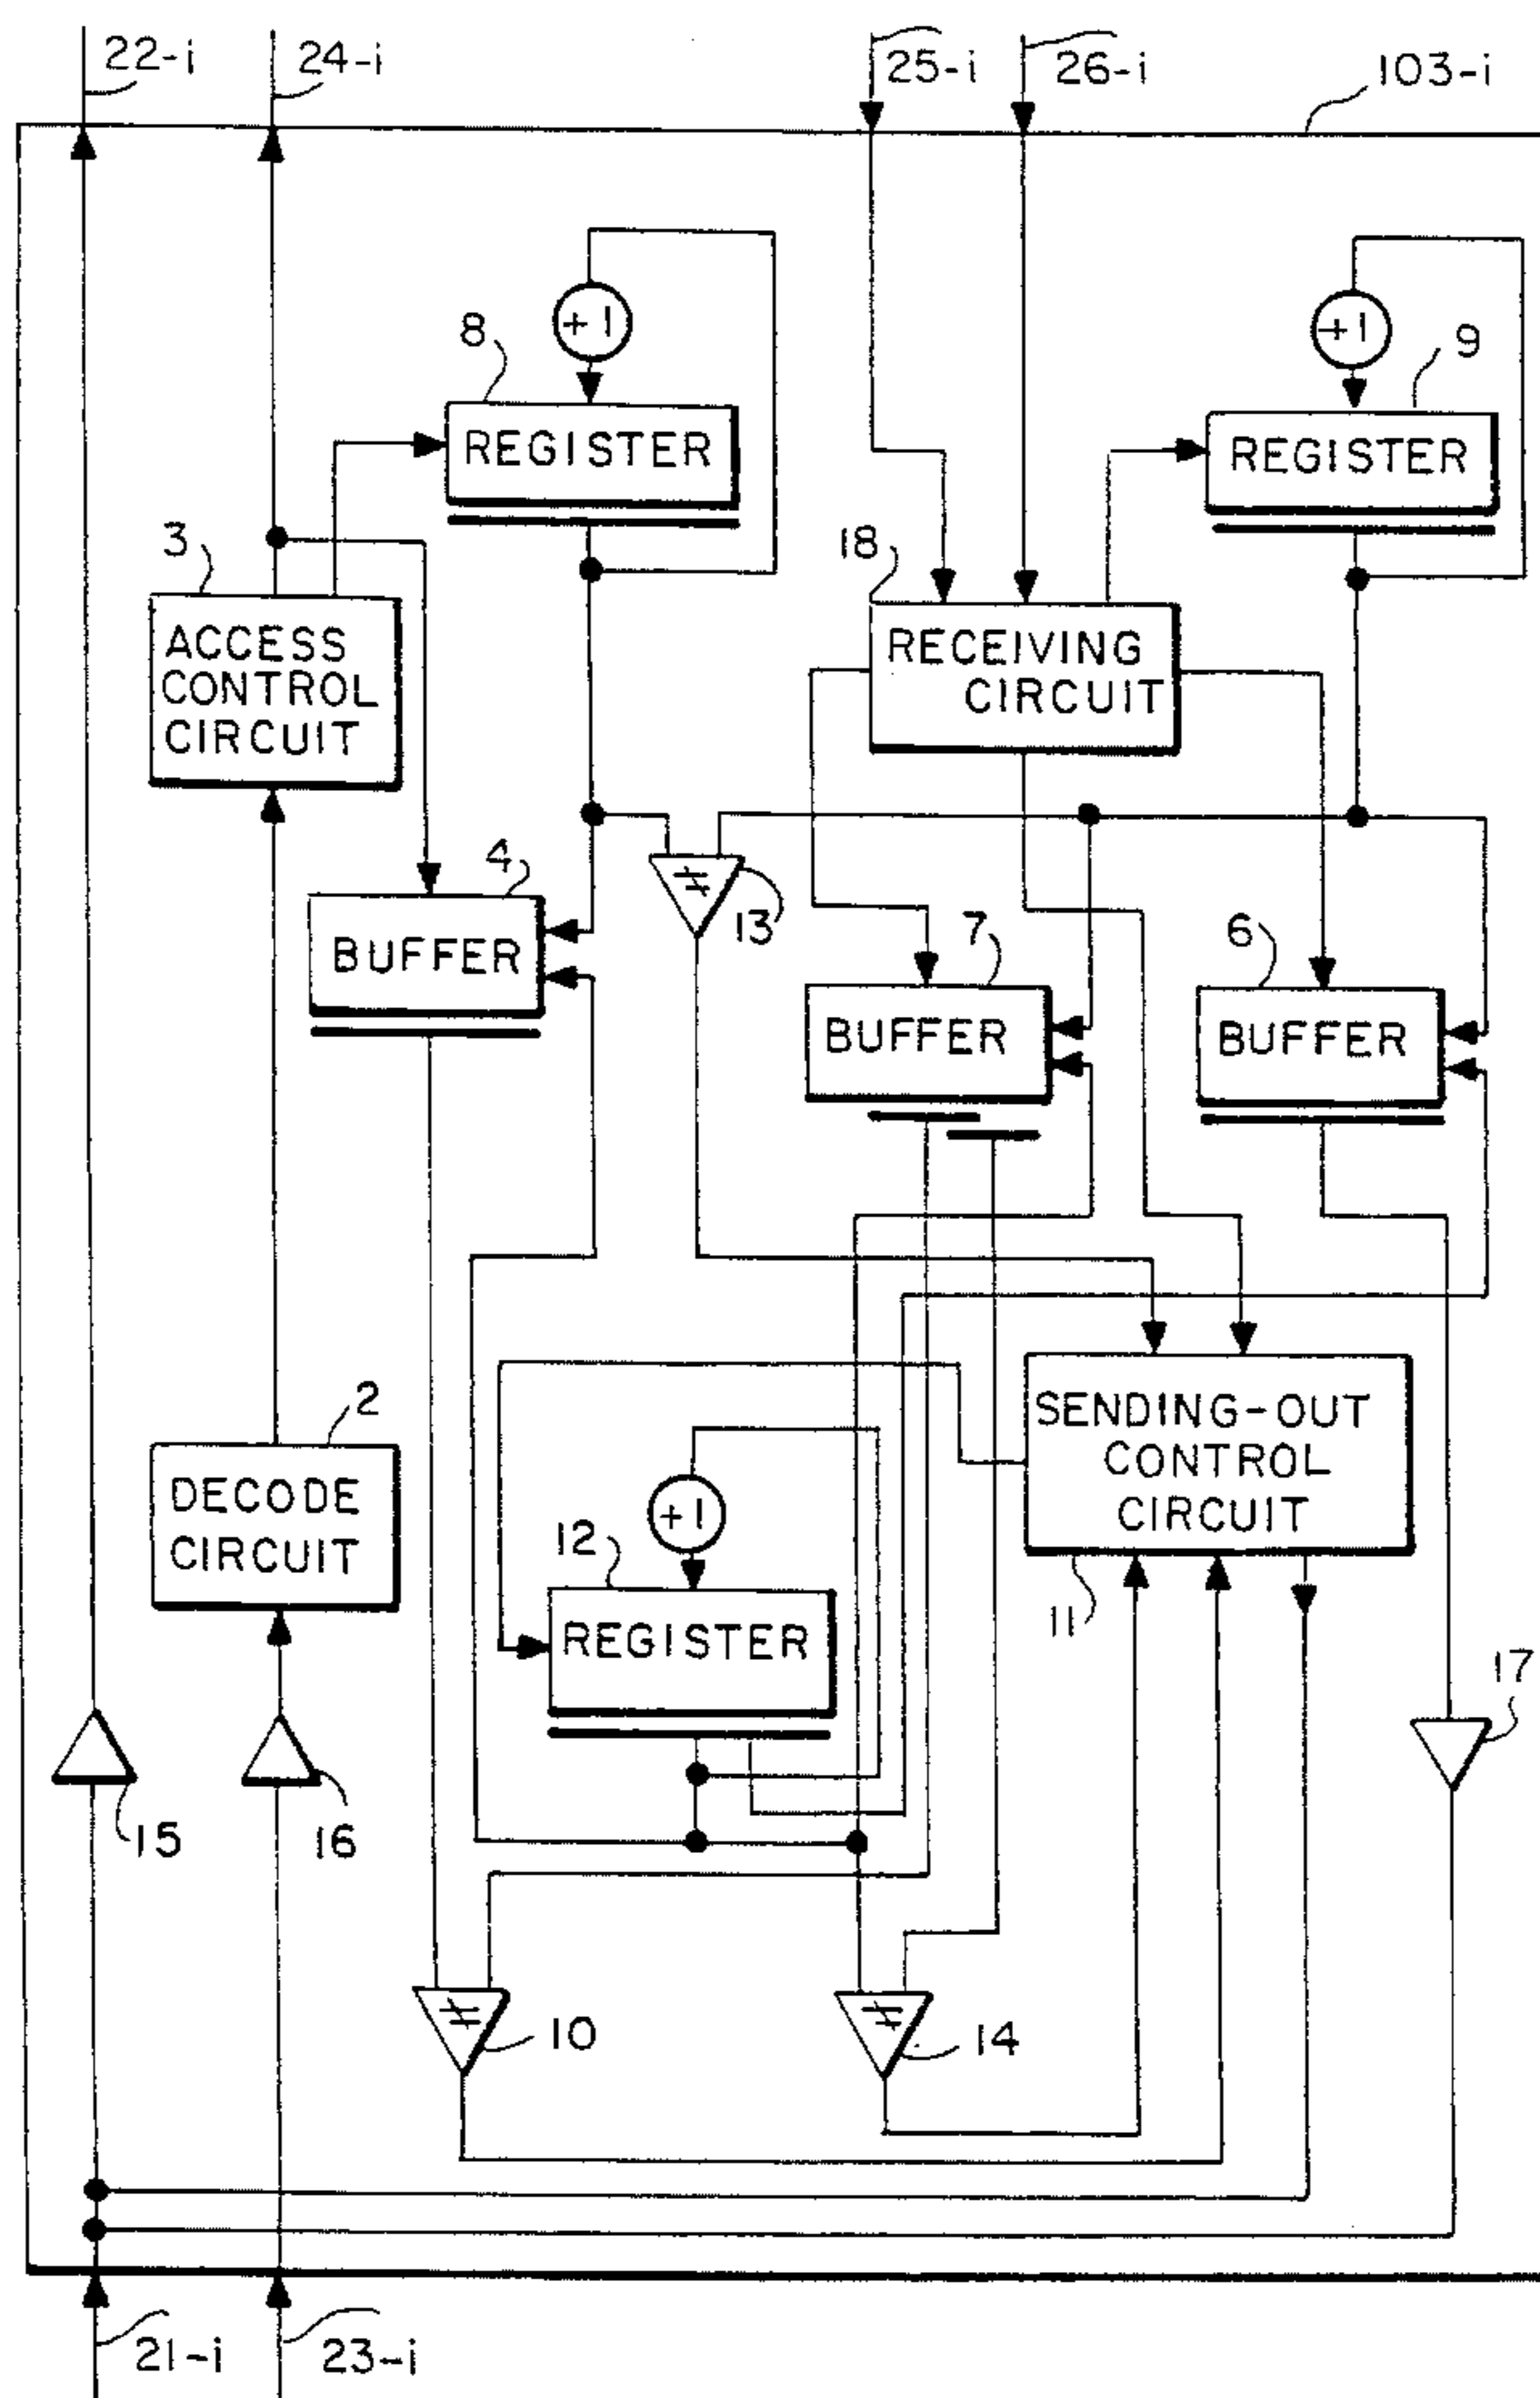 22-i
24-i
25-i
26-i
103-i
+1
8
REGISTER
+1
9
REGISTER
3
ACCESS
CONTROL
CIRCUIT
18
RECEIVING
CIRCUIT
4
BUFFER
≠
13
7
BUFFER
6
BUFFER
2
DECODE
CIRCUIT
+1
12
REGISTER
SENDING-OUT
CONTROL
CIRCUIT
11
17
15
16
≠
10
≠
14
21-i
23-i